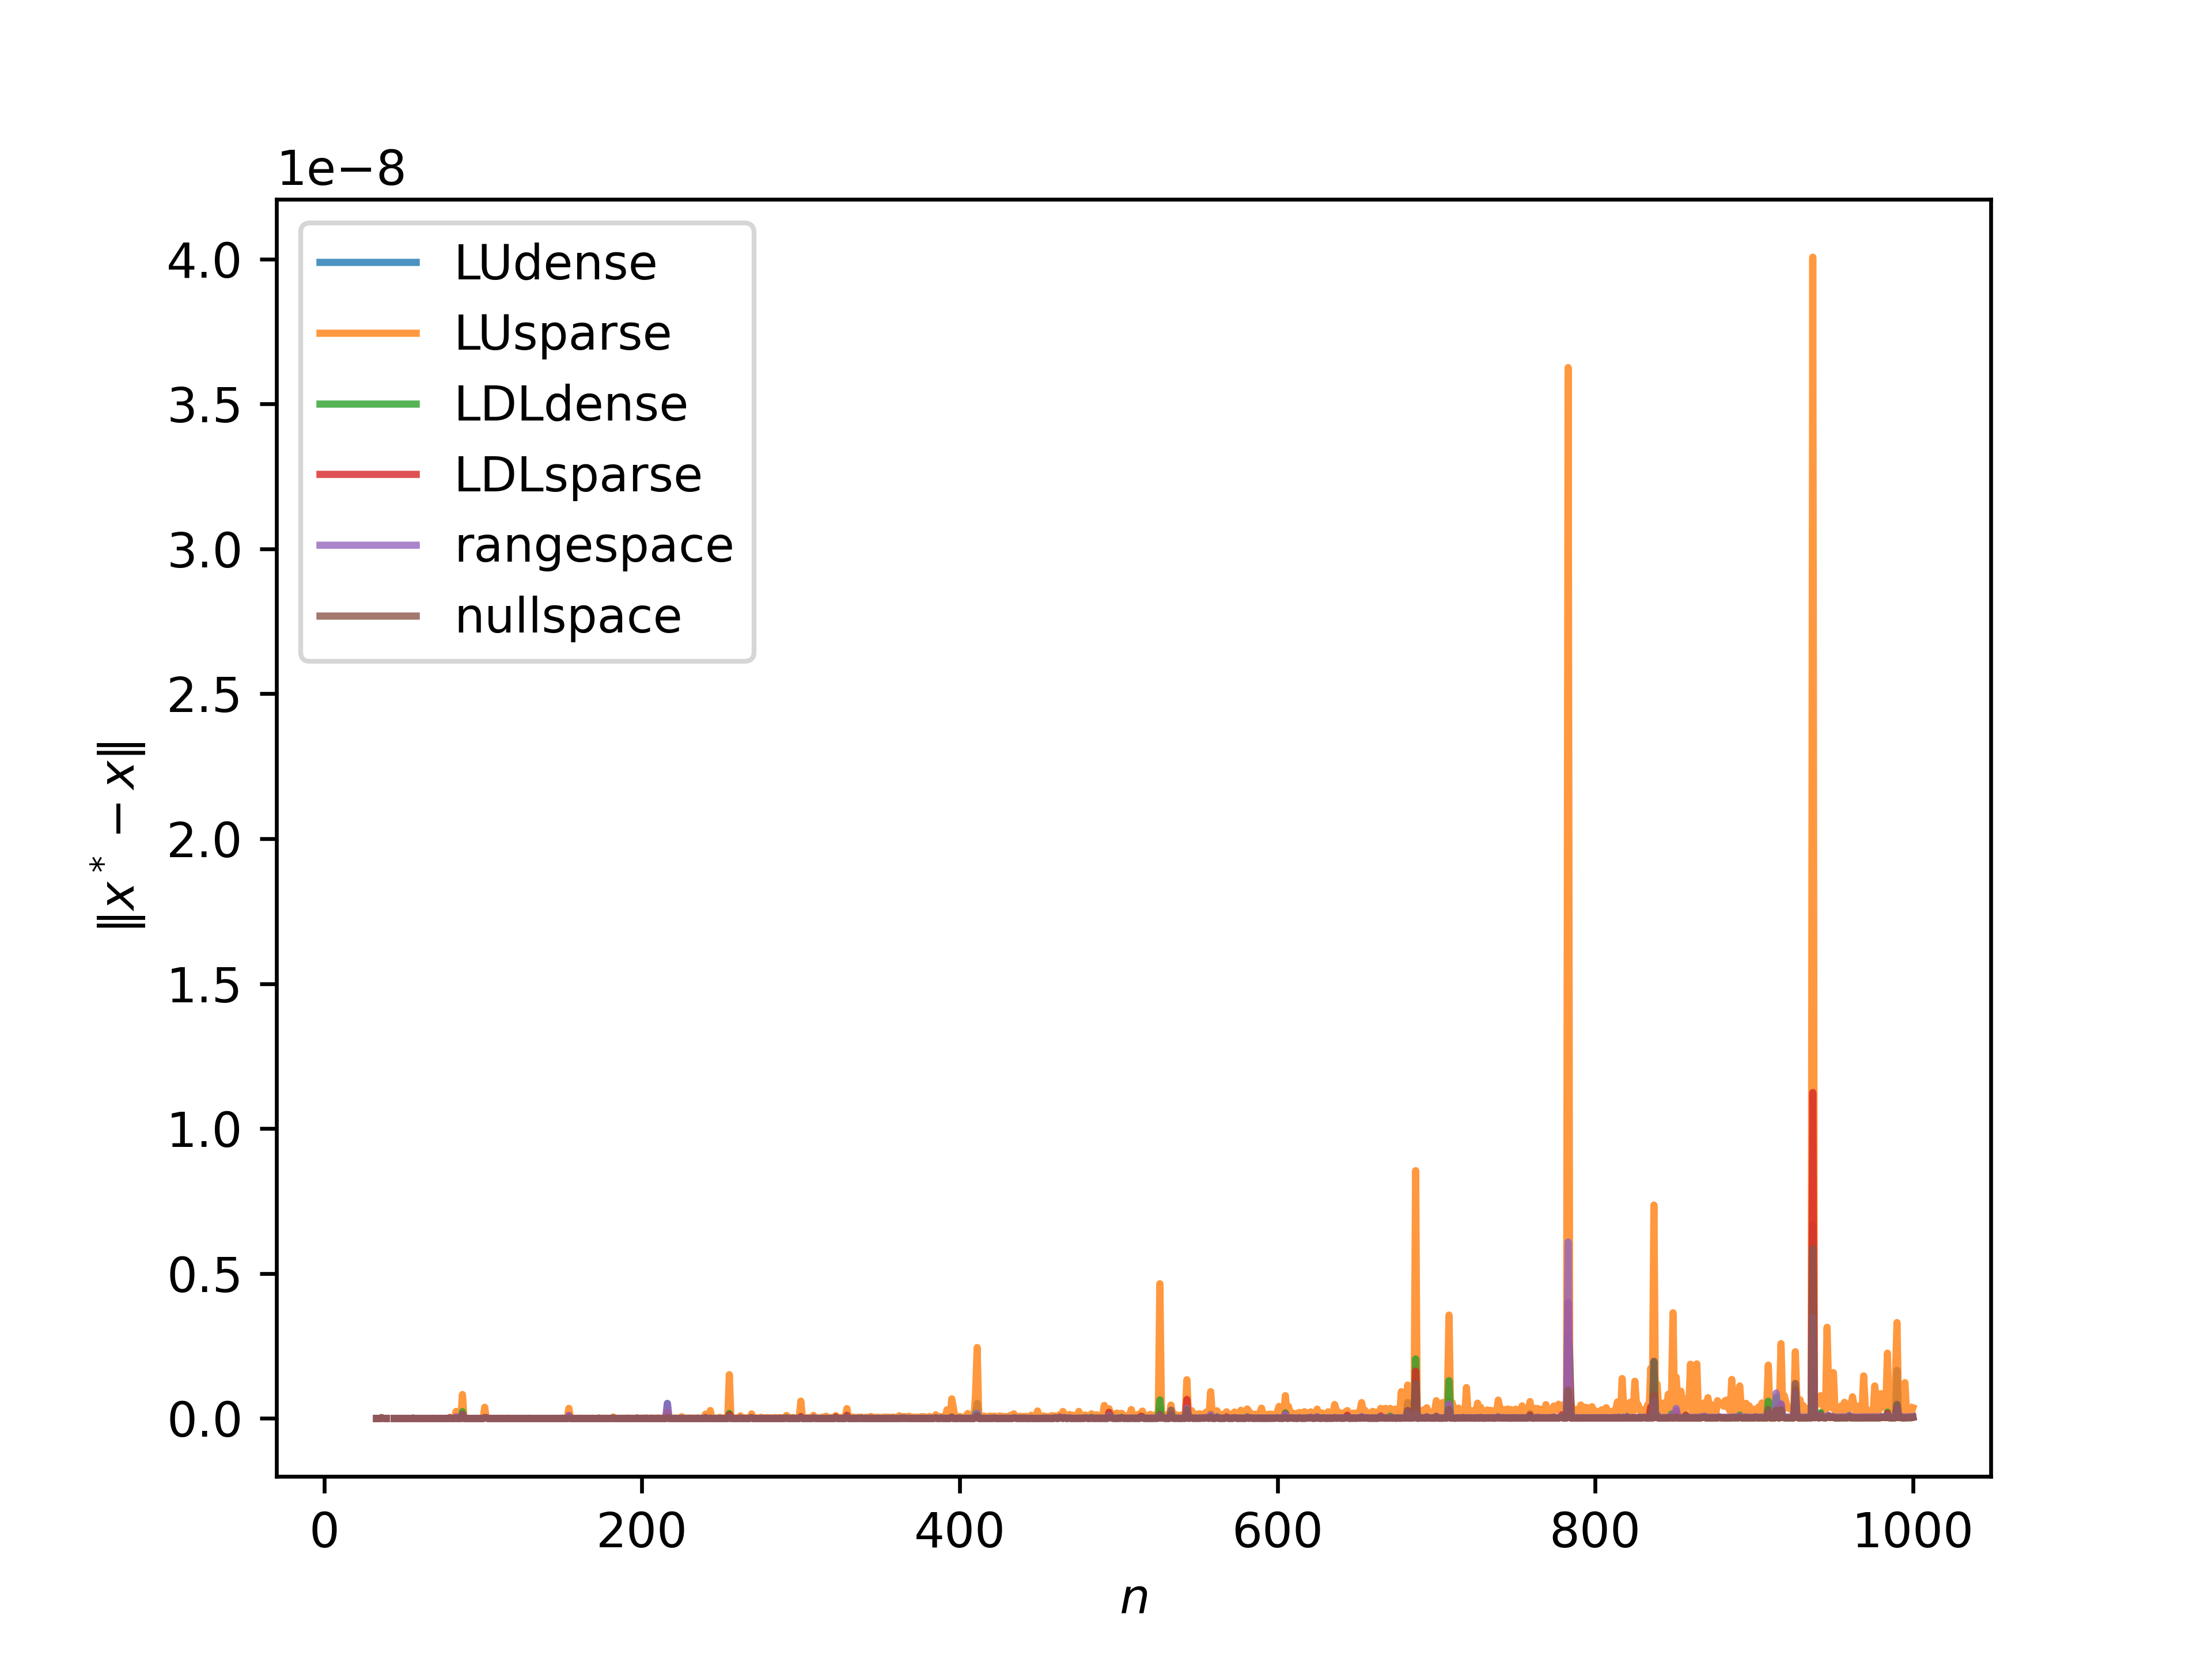 1e−8
LUdense
LUsparse
LDLdense
LDLsparse
rangespace
nullspace
4.0
3.5
3.0
2.5
2.0
1.5
1.0
0.5
0.0
‖x* − x‖
0 200 400 600 800 1000
n